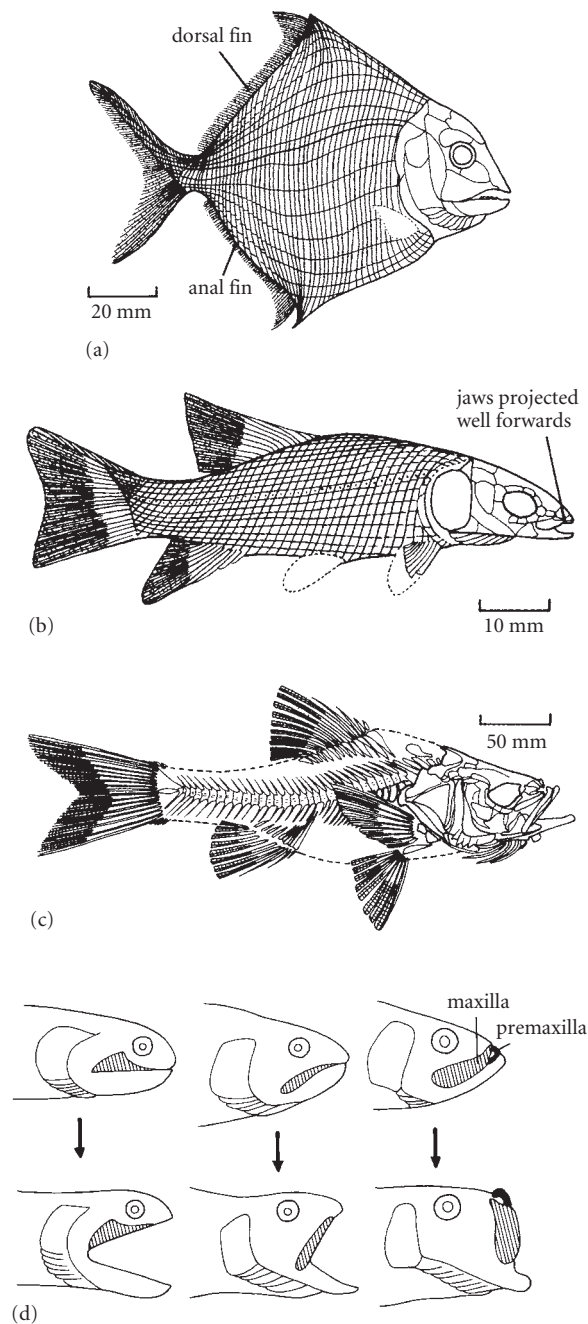 dorsal fin
anal fin
20 mm
(a)
jaws projected
well forwards
10 mm
(b)
50 mm
(c)
maxilla
premaxilla
(d)